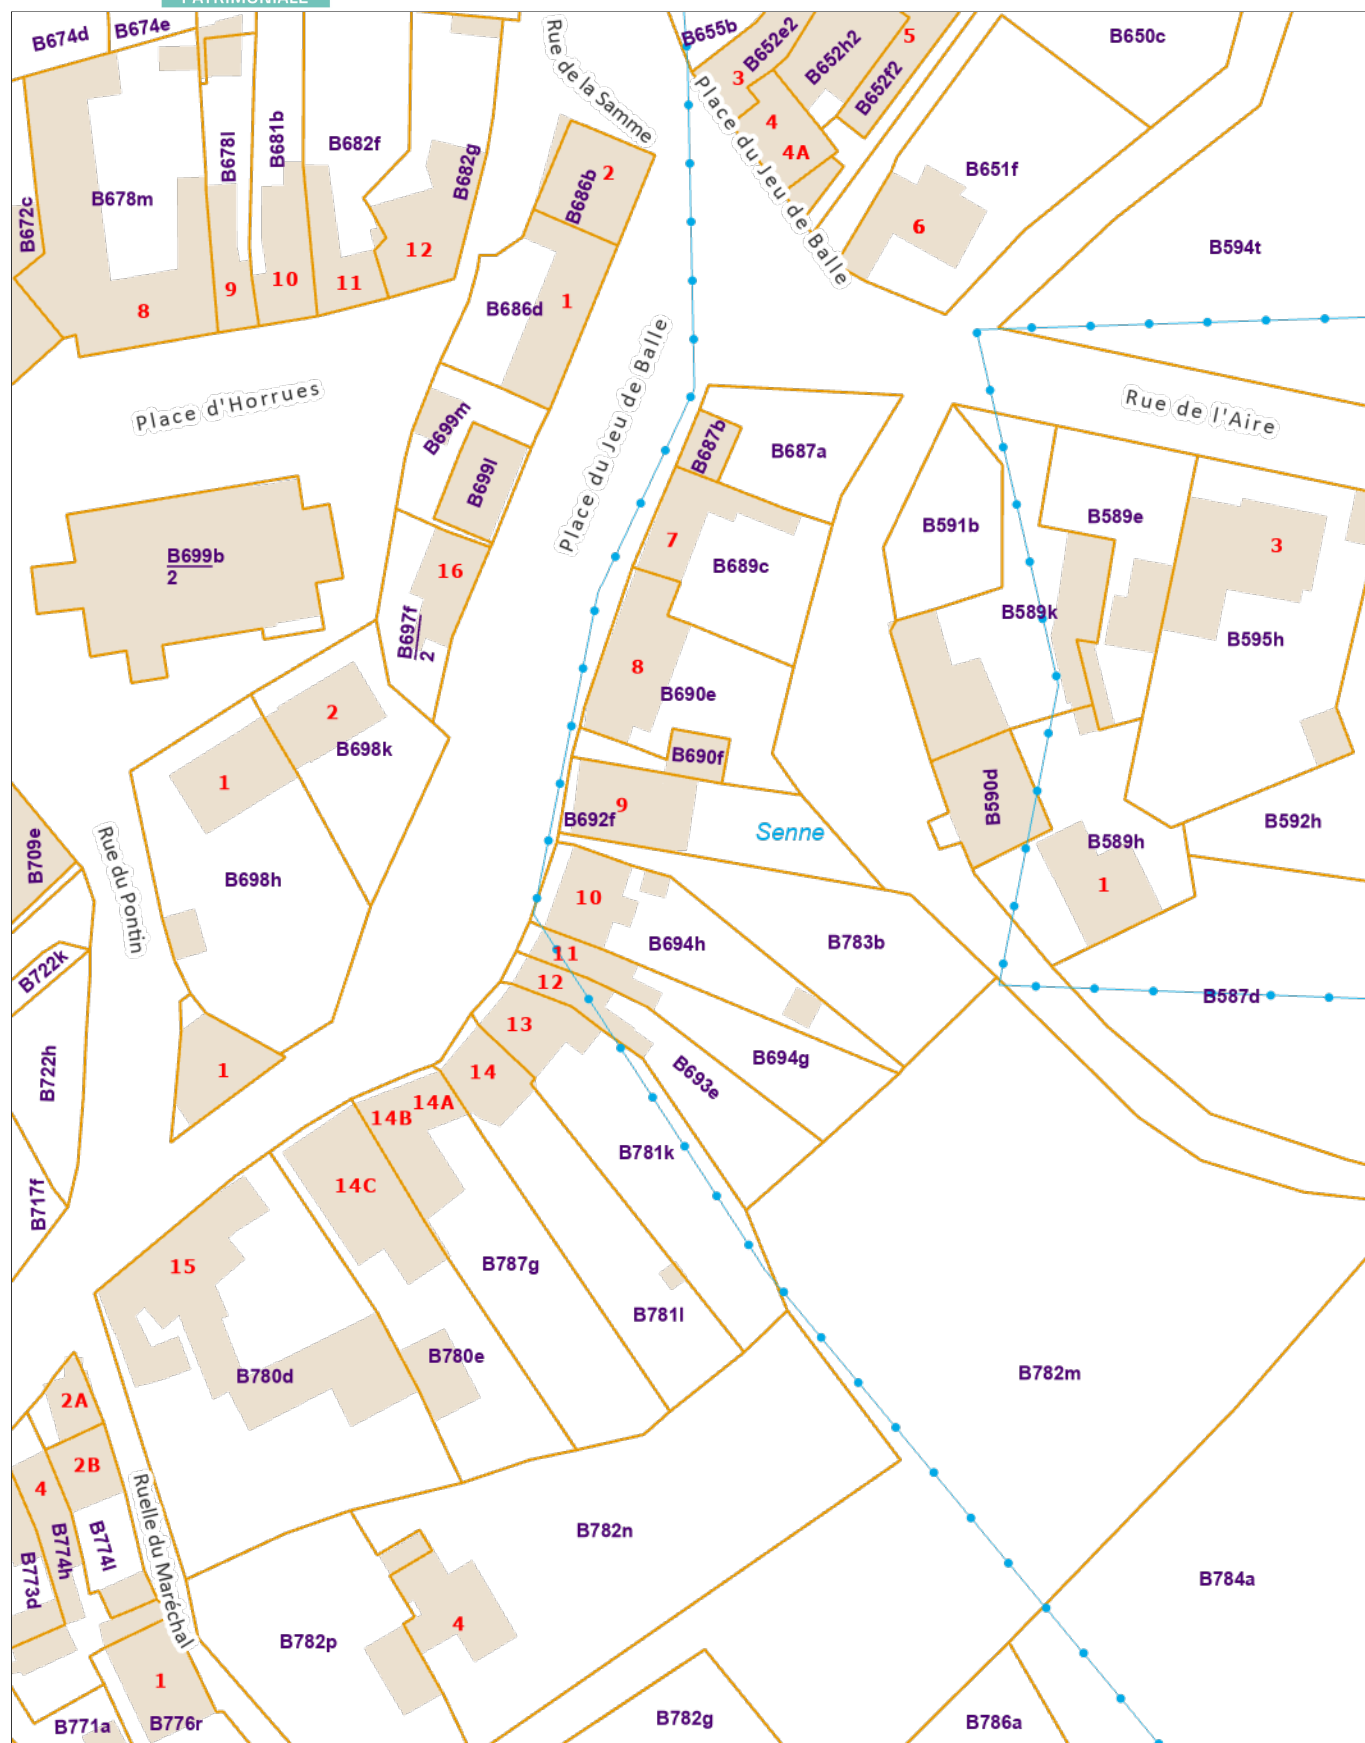 PATRIMONIALE
B674d
B674e
Rue de la Samme
B655b
B652e2
B652h2
5
B650c
3
B652f2
B678l
B681b
B682f
B682g
4
4A
Place du Jeu de Balle
B651f
B672c
B678m
B686b
2
6
B594t
8
9
10
11
12
B686d
1
Place d'Horrues
Place du Jeu de Balle
Rue de l'Aire
B699m
B687b
B687a
B699l
B591b
B589e
3
B699b
2
16
7
B689c
B697f
2
B589k
B595h
8
B690e
2
B698k
1
B690f
B590d
9
B692f
Senne
B592h
B709e
Rue du Pontin
B698h
B589h
1
10
B694h
B783b
11
B722k
12
B587d
13
B722h
1
14
B693e
B694g
14A
14B
B781k
B717f
14C
15
B787g
B781l
B780d
B780e
B782m
2A
2B
4
B774l
B774h
B773d
Ruelle du Maréchal
B782n
B784a
4
B782p
1
B771a
B776r
B782g
B786a